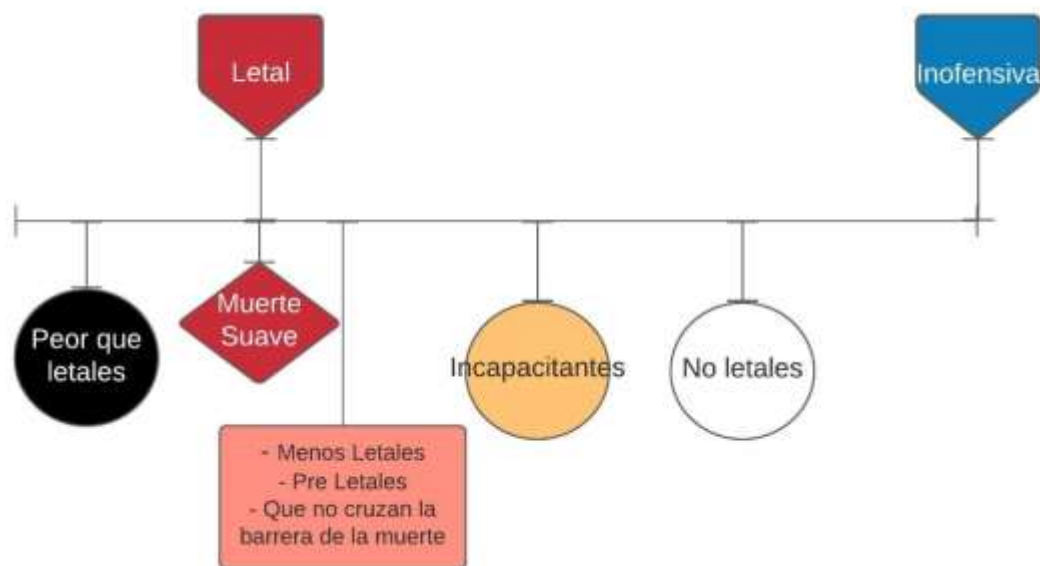 Letal
Inofensiva
Peor que
letales
Muerte
Suave
Incapacitantes
No letales
- Menos Letales
- Pre Letales
- Que no cruzan la
barrera de la muerte